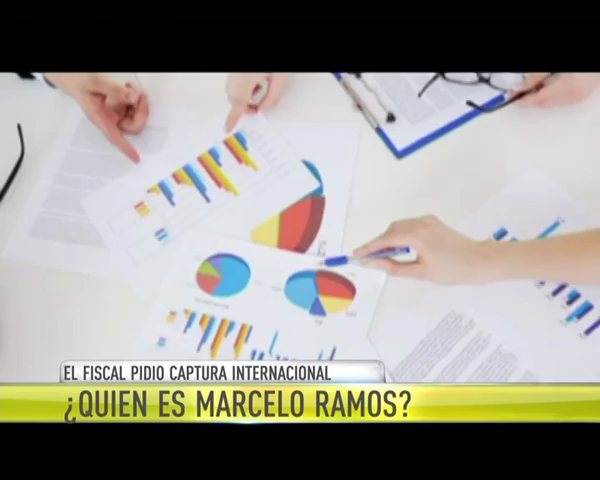 EL FISCAL PIDIO CAPTURA INTERNACIONAL
¿QUIEN ES MARCELO RAMOS?